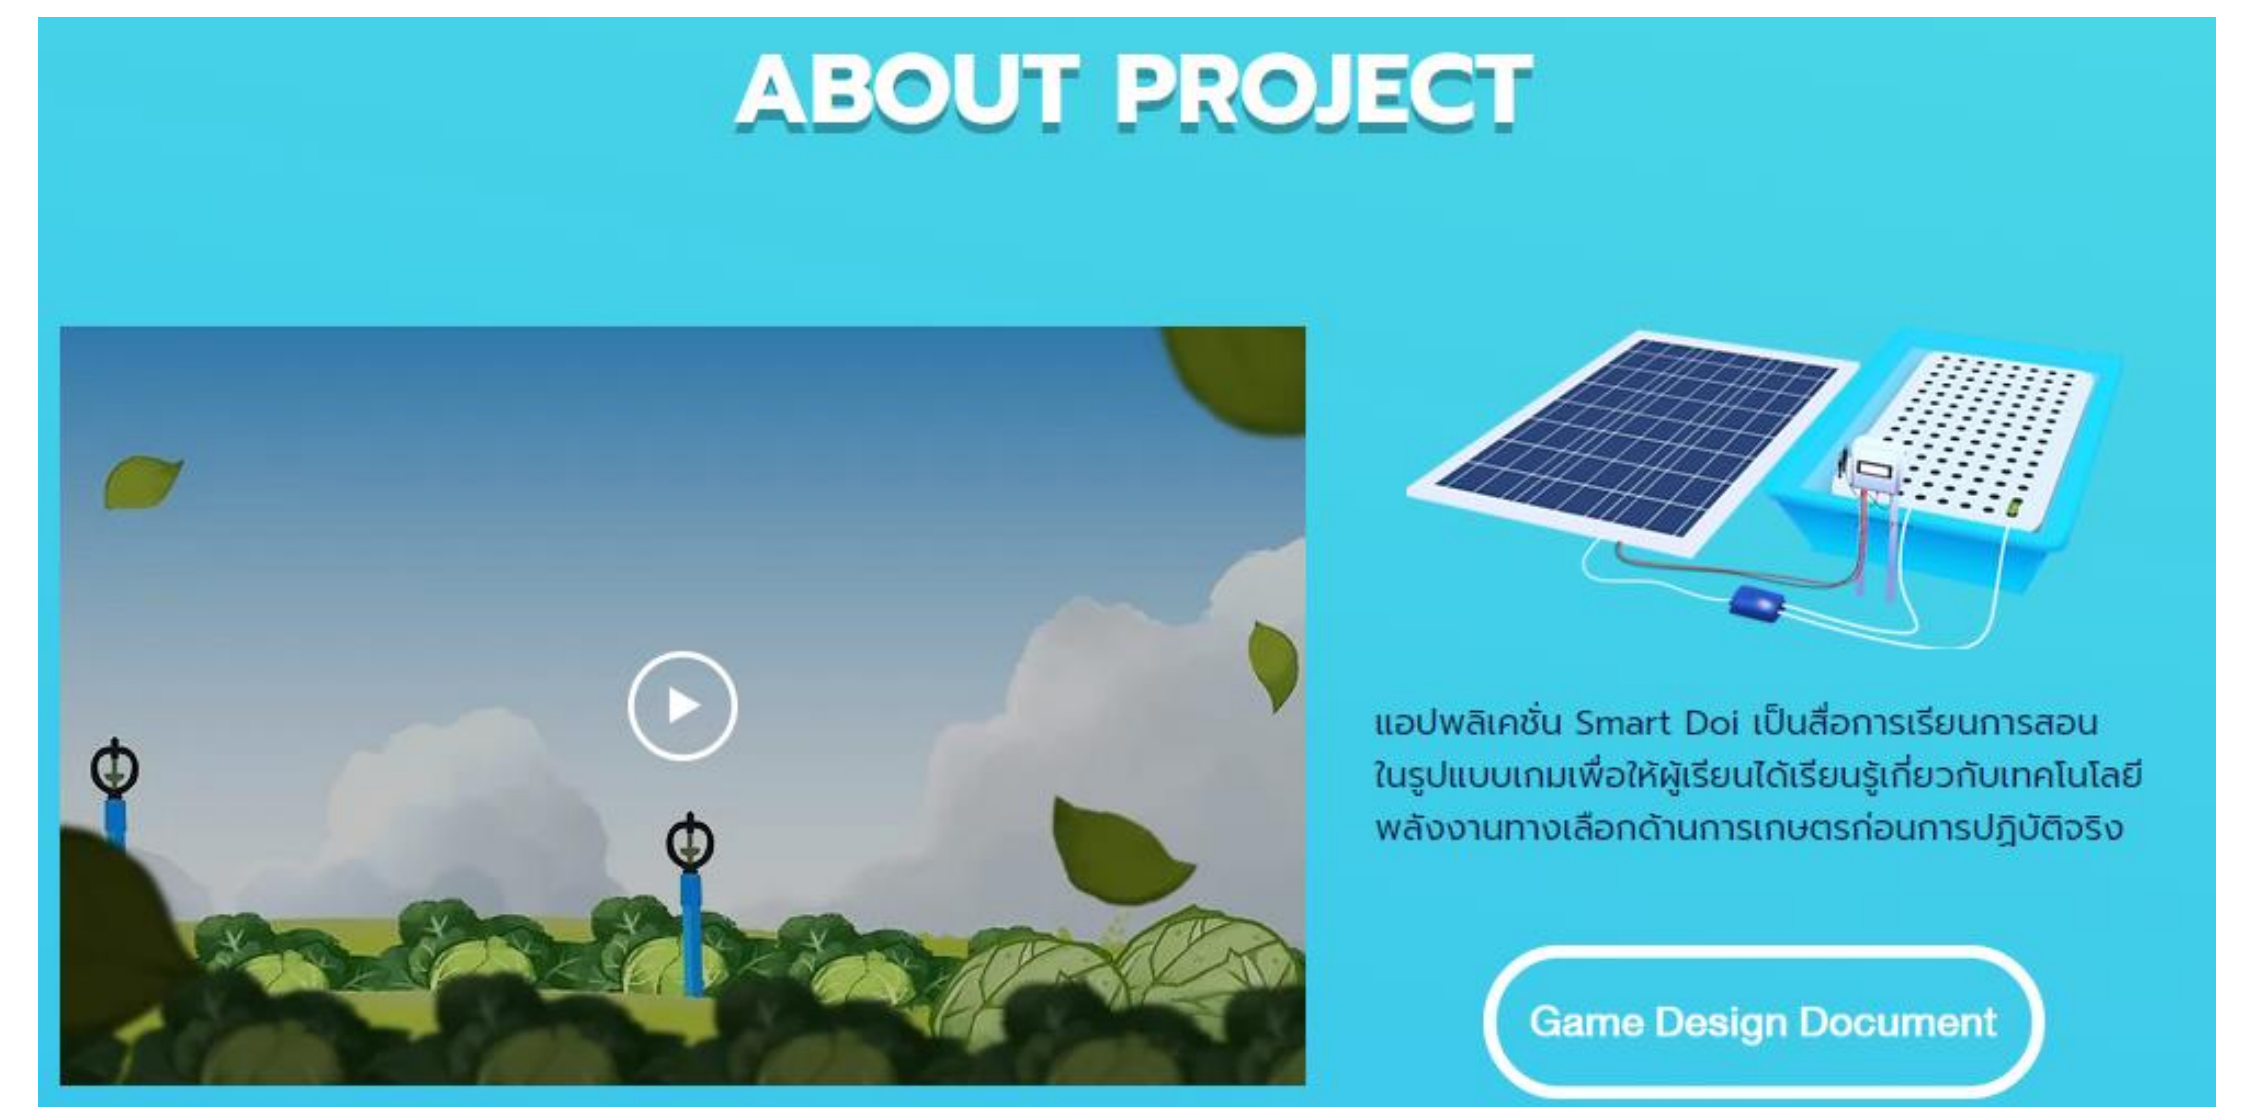 ABOUT PROJECT
แอปพลิเคชั่น Smart Doi เป็นสื่อการเรียนการสอน
ในรูปแบบเกมเพื่อให้ผู้เรียนได้เรียนรู้เกี่ยวกับเทคโนโลยี
พลังงานทางเลือกด้านการเกษตรก่อนการปฏิบัติจริง
Game Design Document